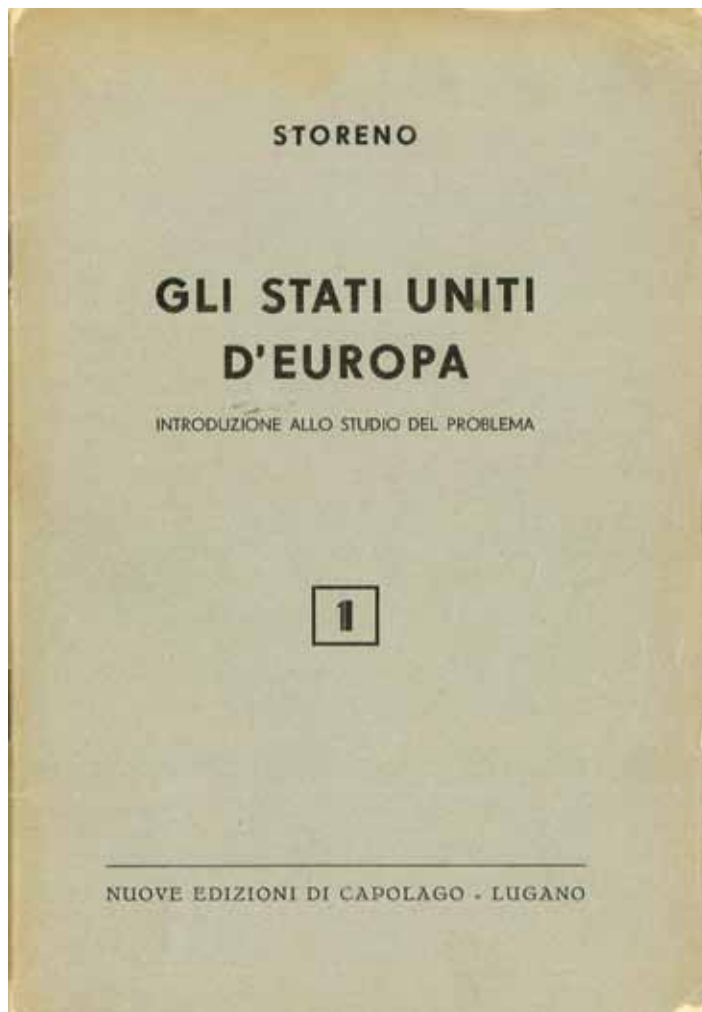 STORENO
GLI STATI UNITI
D'EUROPA
INTRODUZIONE ALLO STUDIO DEL PROBLEMA
1
NUOVE EDIZIONI DI CAPOLAGO - LUGANO